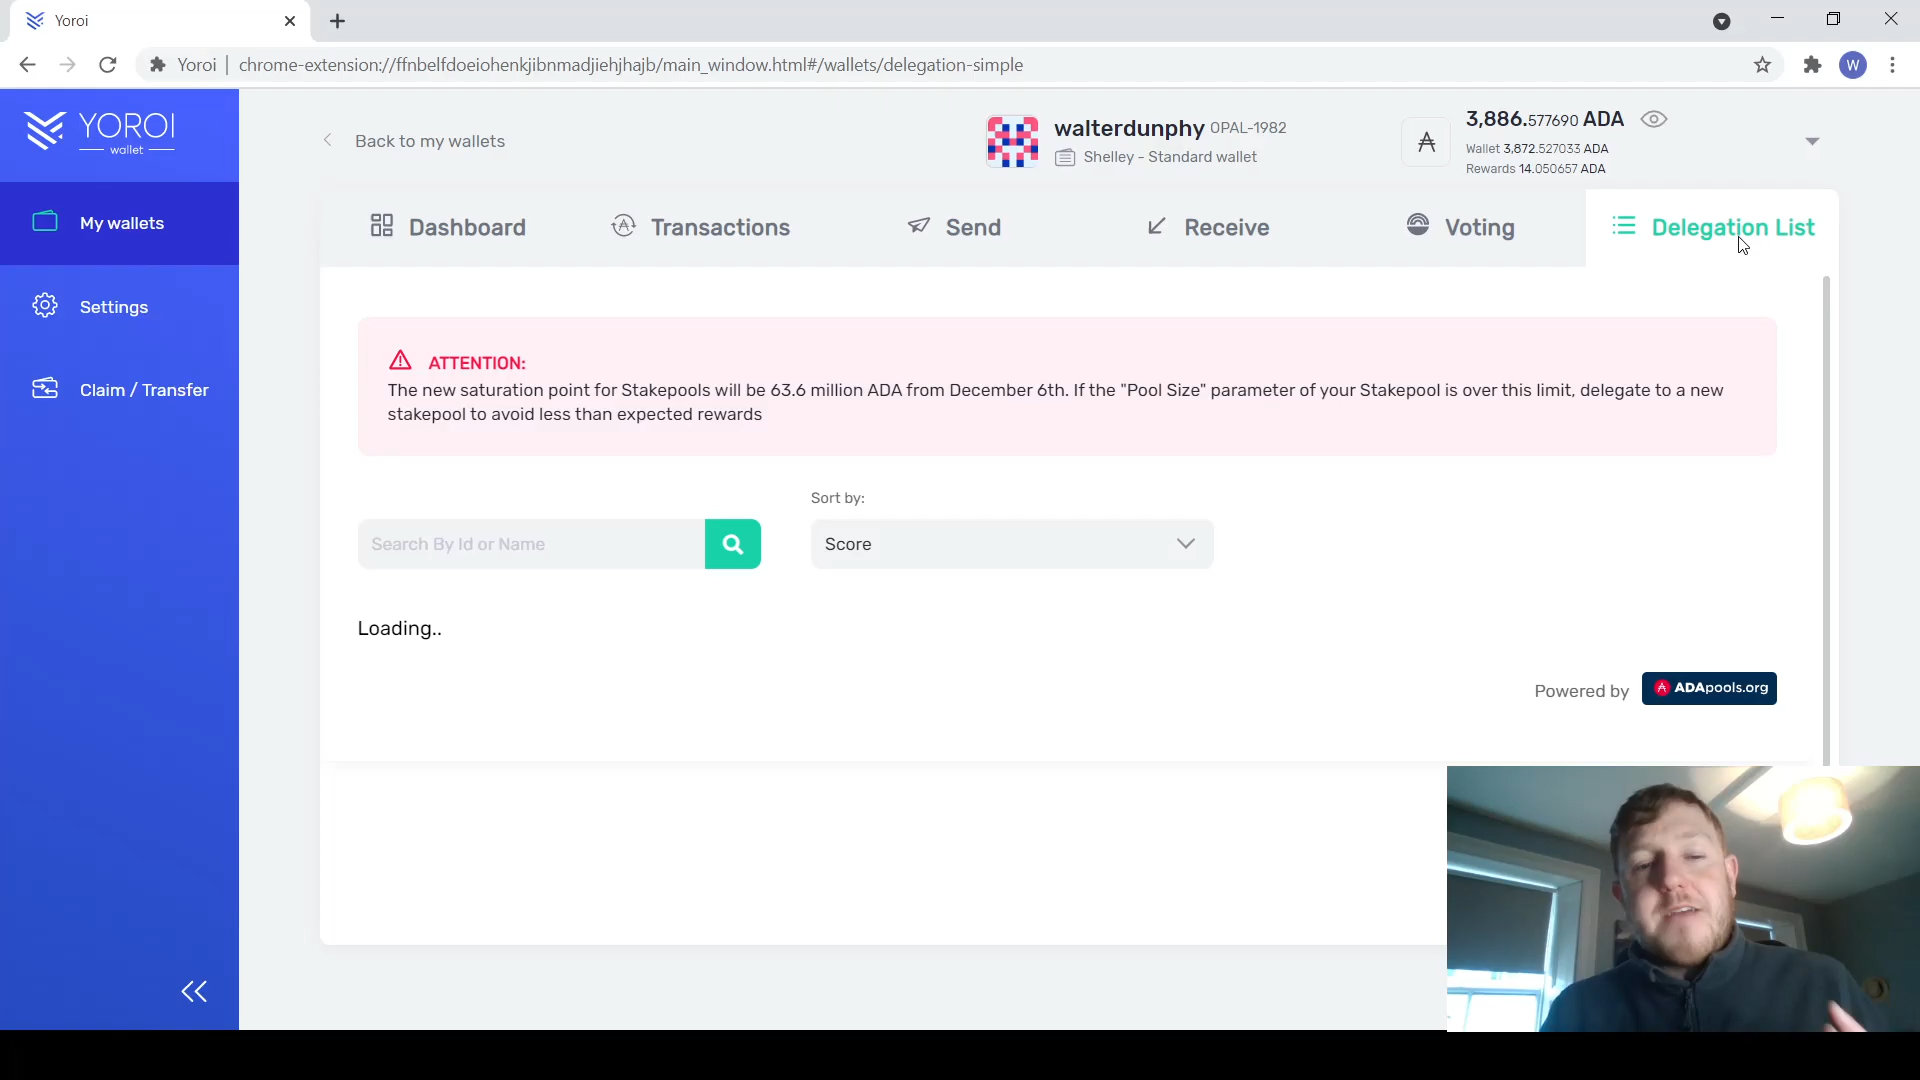 Yoroi
Yoroi | chrome-extension://ffnbelfdoeiohenkjibnmadjiehjhajb/main_window.html#/wallets/delegation-simple
W
YOROI
wallet
Back to my wallets
walterdunphy OPAL-1982
Shelley - Standard wallet
3,886.577690 ADA
Wallet 3,872.527033 ADA
Rewards 14.050657 ADA
My wallets
Settings
Claim / Transfer
Dashboard
Transactions
Send
Receive
Voting
Delegation List
ATTENTION:
The new saturation point for Stakepools will be 63.6 million ADA from December 6th. If the "Pool Size" parameter of your Stakepool is over this limit, delegate to a new
stakepool to avoid less than expected rewards
Sort by:
Search By Id or Name
Score
Loading..
Powered by
ADApools.org